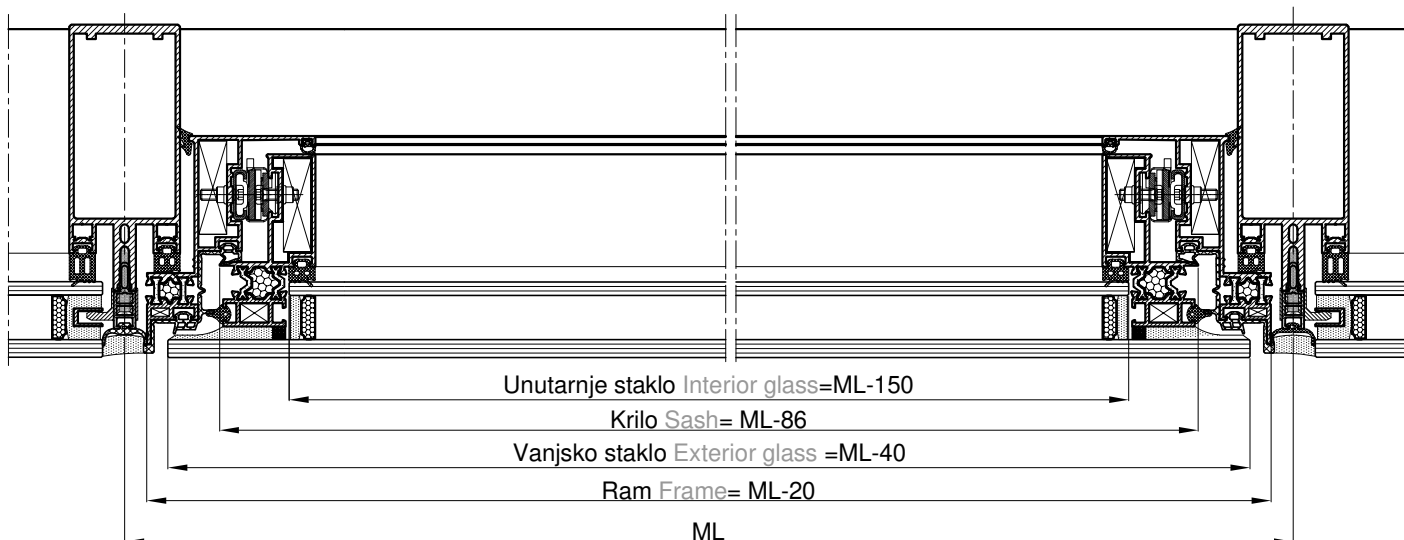 Unutarnje staklo Interior glass=ML-150
Krilo Sash= ML-86
Vanjsko staklo Exterior glass =ML-40
Ram Frame= ML-20
ML